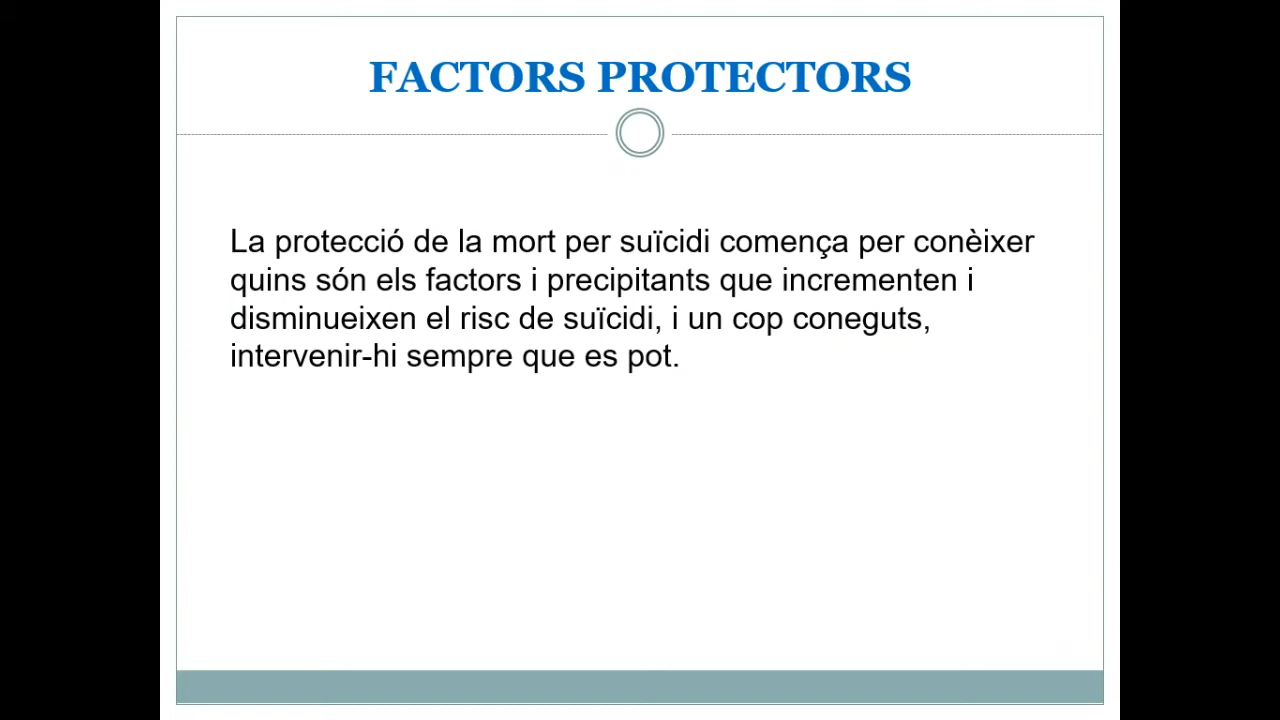 FACTORS PROTECTORS
La protecció de la mort per suïcidi comença per conèixer
quins són els factors i precipitants que incrementen i
disminueixen el risc de suïcidi, i un cop coneguts,
intervenir-hi sempre que es pot.